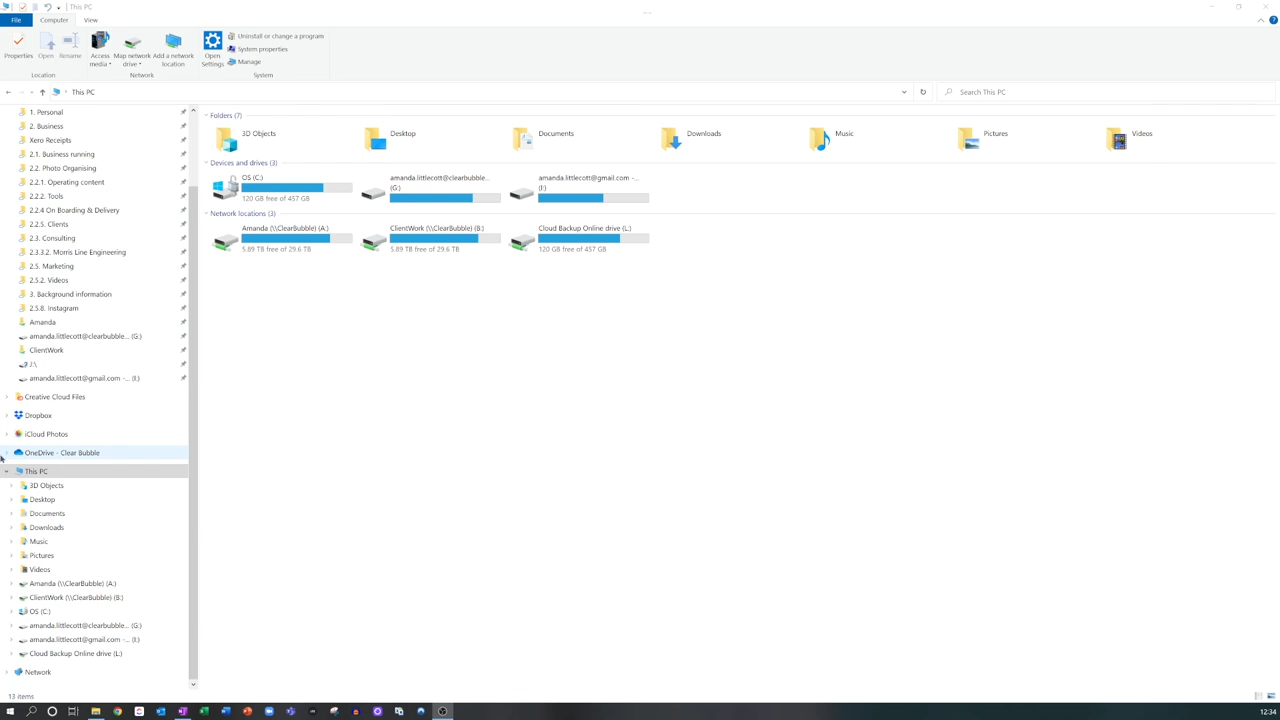 This PC
File
Computer
View
Properties
Open
Rename
Access media
Map network drive
Add a network location
Open Settings
Uninstall or change a program
System properties
Manage
Location
Network
System
This PC
Search This PC
1. Personal
2. Business
Xero Receipts
2.1. Business running
2.2. Photo Organising
2.2.1. Operating content
2.2.2. Tools
2.2.4 On Boarding & Delivery
2.2.5. Clients
2.3. Consulting
2.3.3.2. Morris Line Engineering
2.5. Marketing
2.5.2. Videos
3. Background information
2.5.8. Instagram
Amanda
amanda.littlecott@clearbubble... (G:)
ClientWork
J:\
amanda.littlecott@gmail.com -... (I:)
Creative Cloud Files
Dropbox
iCloud Photos
OneDrive - Clear Bubble
This PC
3D Objects
Desktop
Documents
Downloads
Music
Pictures
Videos
Amanda (\\ClearBubble) (A:)
ClientWork (\\ClearBubble) (B:)
OS (C:)
amanda.littlecott@clearbubble... (G:)
amanda.littlecott@gmail.com -... (I:)
Cloud Backup Online drive (L:)
Network
Folders (7)
3D Objects
Desktop
Documents
Downloads
Music
Pictures
Videos
Devices and drives (3)
OS (C:)
120 GB free of 457 GB
amanda.littlecott@clearbubble...
(G:)
amanda.littlecott@gmail.com -...
(I:)
Network locations (3)
Amanda (\\ClearBubble) (A:)
5.89 TB free of 29.6 TB
ClientWork (\\ClearBubble) (B:)
5.89 TB free of 29.6 TB
Cloud Backup Online drive (L:)
120 GB free of 457 GB
13 items
12:34